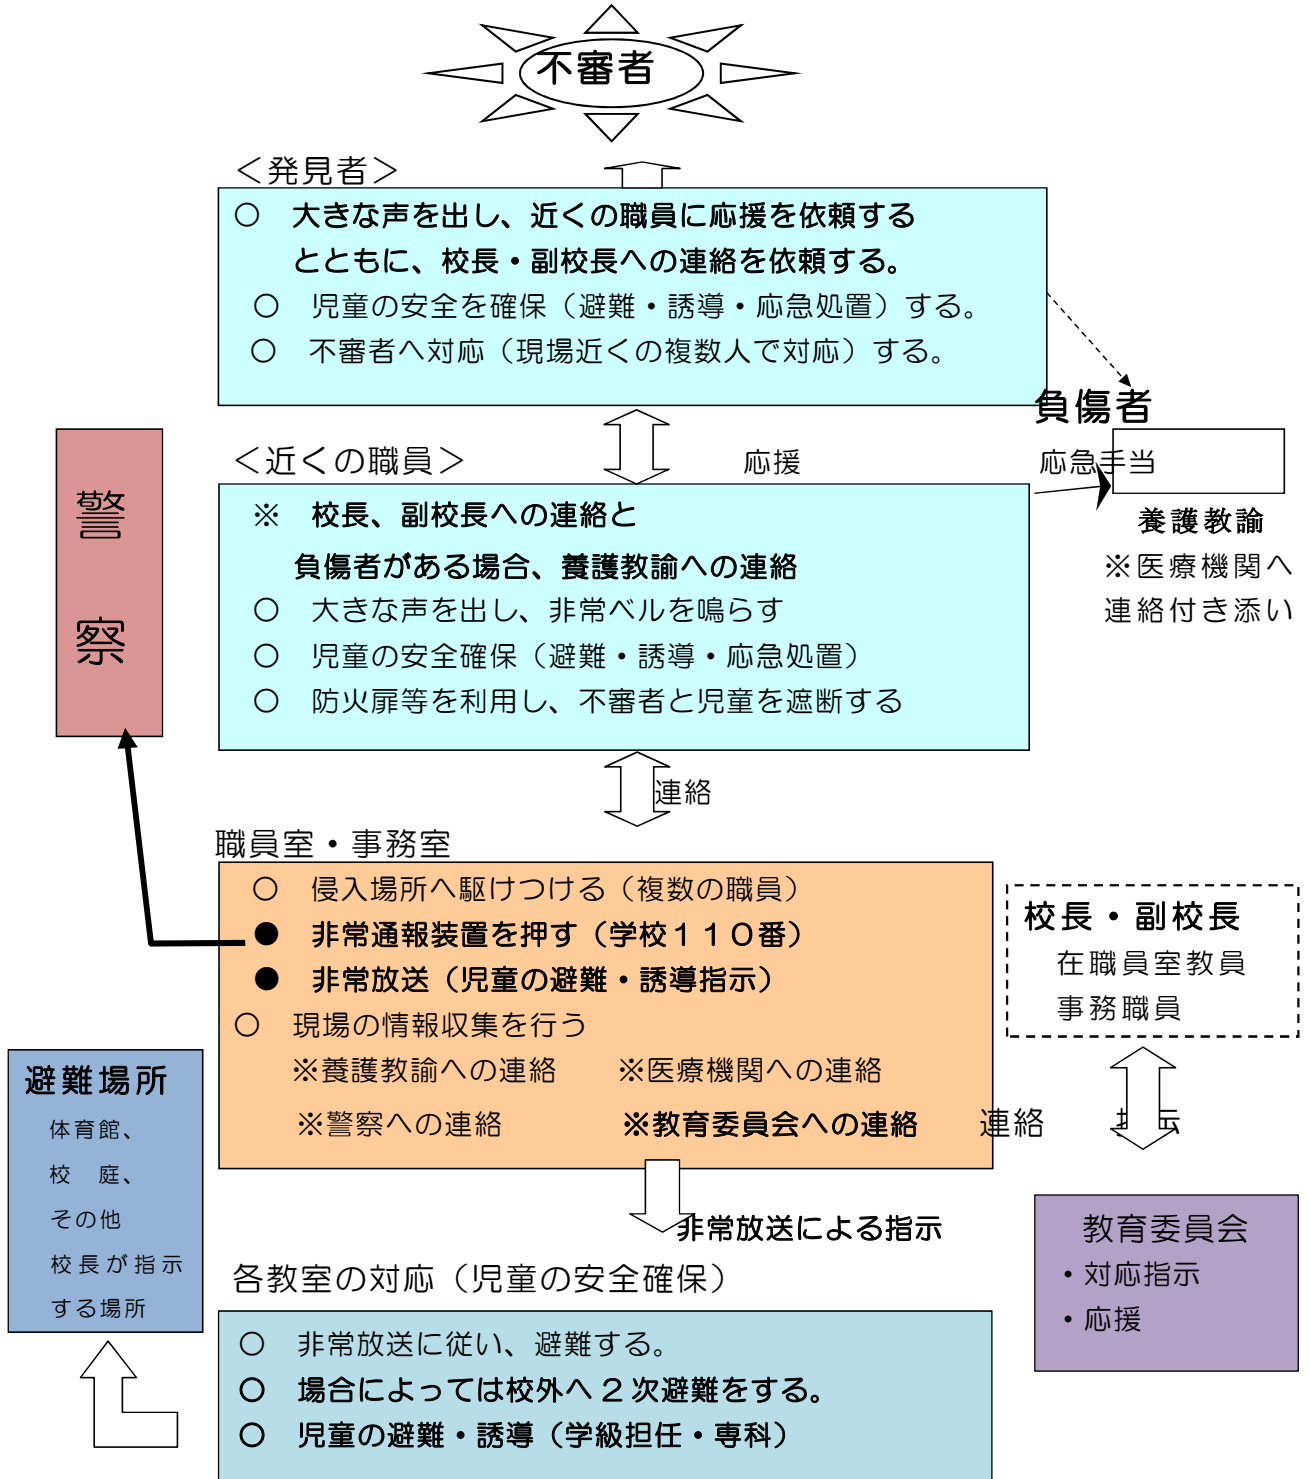 不審者
＜発見者＞
○　大きな声を出し、近くの職員に応援を依頼する
とともに、校長・副校長への連絡を依頼する。
○　児童の安全を確保（避難・誘導・応急処置）する。
○　不審者へ対応（現場近くの複数人で対応）する。
負傷者
警
察
＜近くの職員＞
応援
応急手当
※　校長、副校長への連絡と
負傷者がある場合、養護教諭への連絡
○　大きな声を出し、非常ベルを鳴らす
○　児童の安全確保（避難・誘導・応急処置）
○　防火扉等を利用し、不審者と児童を遮断する
養護教諭
※医療機関へ
連絡付き添い
連絡
職員室・事務室
○　侵入場所へ駆けつける（複数の職員）
●　非常通報装置を押す（学校１１０番）
●　非常放送（児童の避難・誘導指示）
○　現場の情報収集を行う
※養護教諭への連絡　　※医療機関への連絡
※警察への連絡　　　　※教育委員会への連絡
校長・副校長
在職員室教員
事務職員
連絡
示
避難場所
体育館、
校　庭、
その他
校長が指示
する場所
非常放送による指示
教育委員会
・対応指示
・応援
各教室の対応（児童の安全確保）
○　非常放送に従い、避難する。
○　場合によっては校外へ２次避難をする。
○　児童の避難・誘導（学級担任・専科）